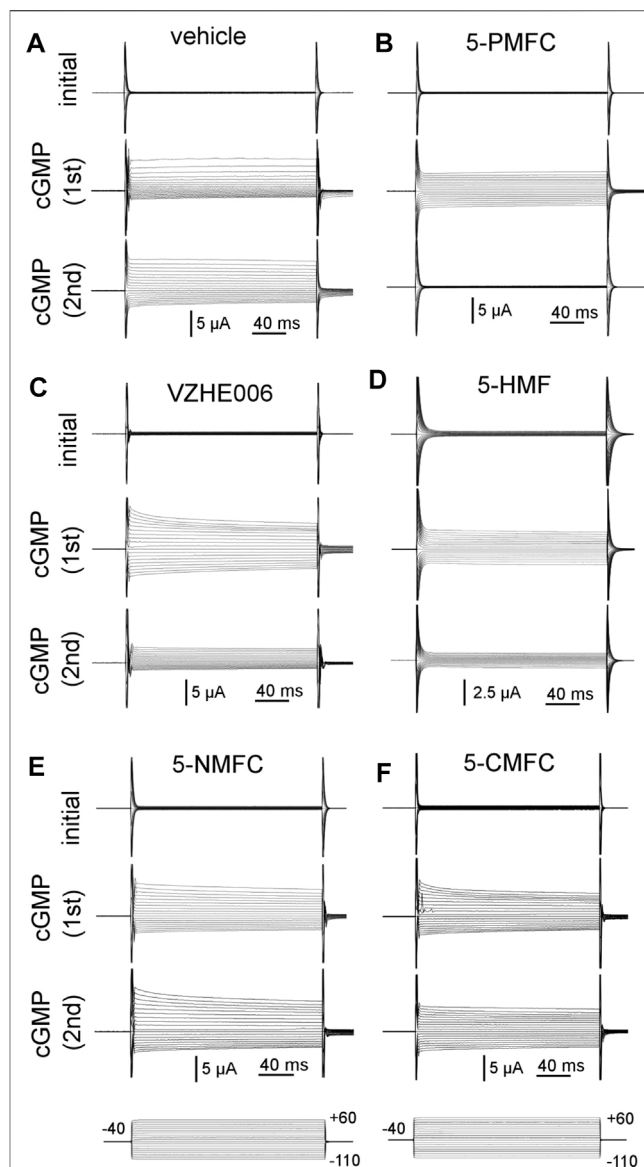 A
vehicle
initial
cGMP
(1st)
cGMP
(2nd)
5 µA
40 ms
B
5-PMFC
5 µA
40 ms
C
VZHE006
initial
cGMP
(1st)
cGMP
(2nd)
5 µA
40 ms
D
5-HMF
2.5 µA
40 ms
E
5-NMFC
initial
cGMP
(1st)
cGMP
(2nd)
5 µA
40 ms
F
5-CMFC
5 µA
40 ms
-40
+60
-110
-40
+60
-110